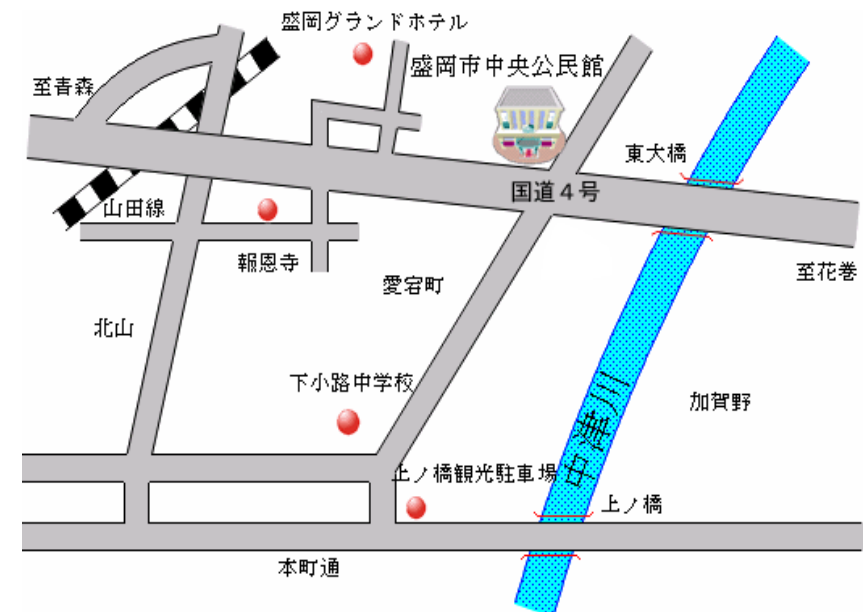 盛岡グランドホテル
盛岡市中央公民館
至青森
東大橋
国道４号
山田線
報恩寺
至花巻
愛宕町
北山
下小路中学校
加賀野
中津川
上ノ橋観光駐車場
上ノ橋
本町通